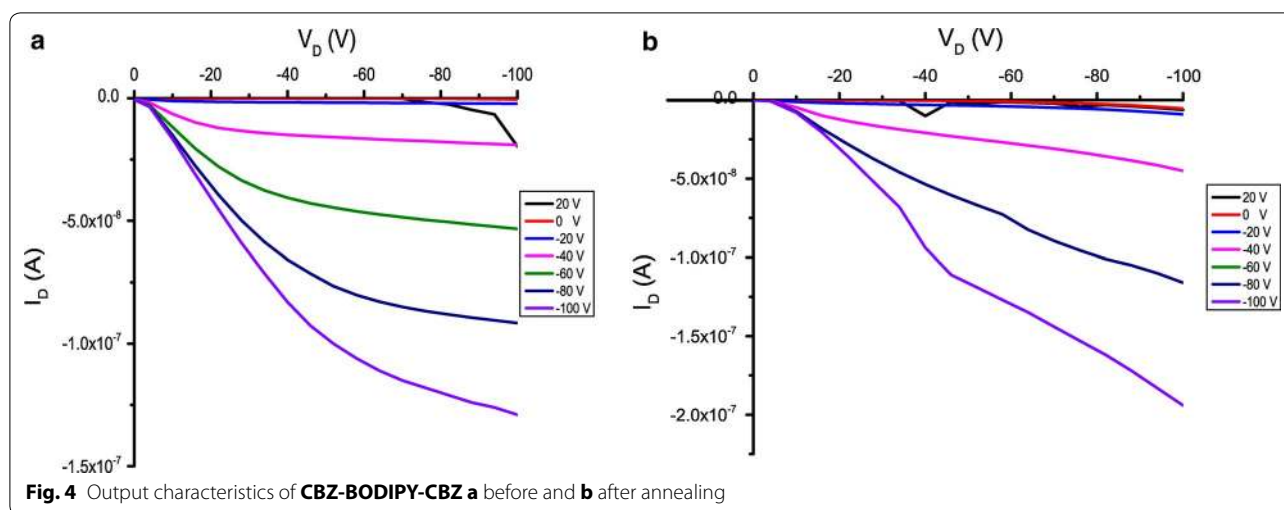 a
V_D (V)
0 -20 -40 -60 -80 -100
0.0
-5.0x10^-8
-1.0x10^-7
-1.5x10^-7
I_D (A)
20 V
0 V
-20 V
-40 V
-60 V
-80 V
-100 V
b
V_D (V)
0 -20 -40 -60 -80 -100
0.0
-5.0x10^-8
-1.0x10^-7
-1.5x10^-7
-2.0x10^-7
I_D (A)
20 V
0 V
-20 V
-40 V
-60 V
-80 V
-100 V
Fig. 4 Output characteristics of CBZ-BODIPY-CBZ a before and b after annealing